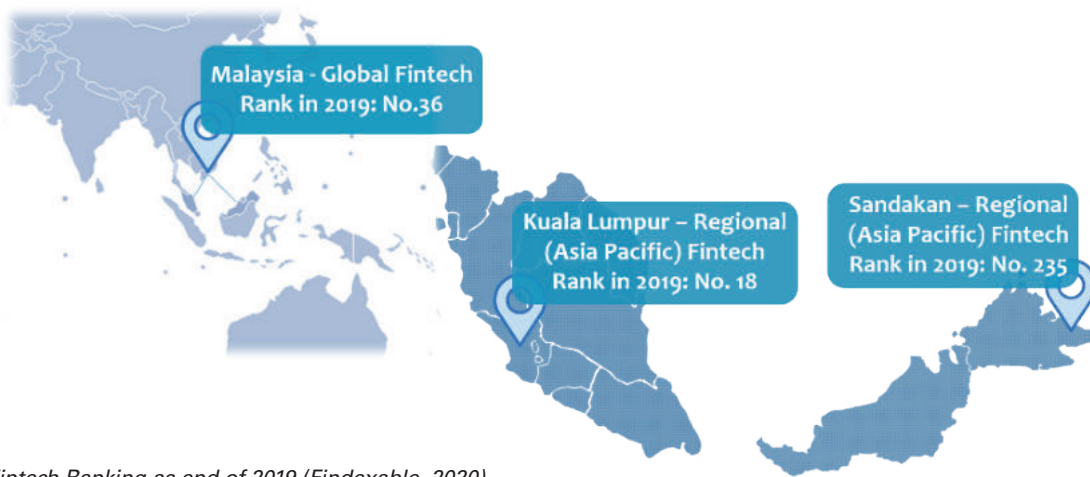 Malaysia - Global Fintech
Rank in 2019: No.36
Kuala Lumpur – Regional
(Asia Pacific) Fintech
Rank in 2019: No. 18
Sandakan – Regional
(Asia Pacific) Fintech
Rank in 2019: No. 235
Fintech Ranking as end of 2019 (Findexable, 2020)